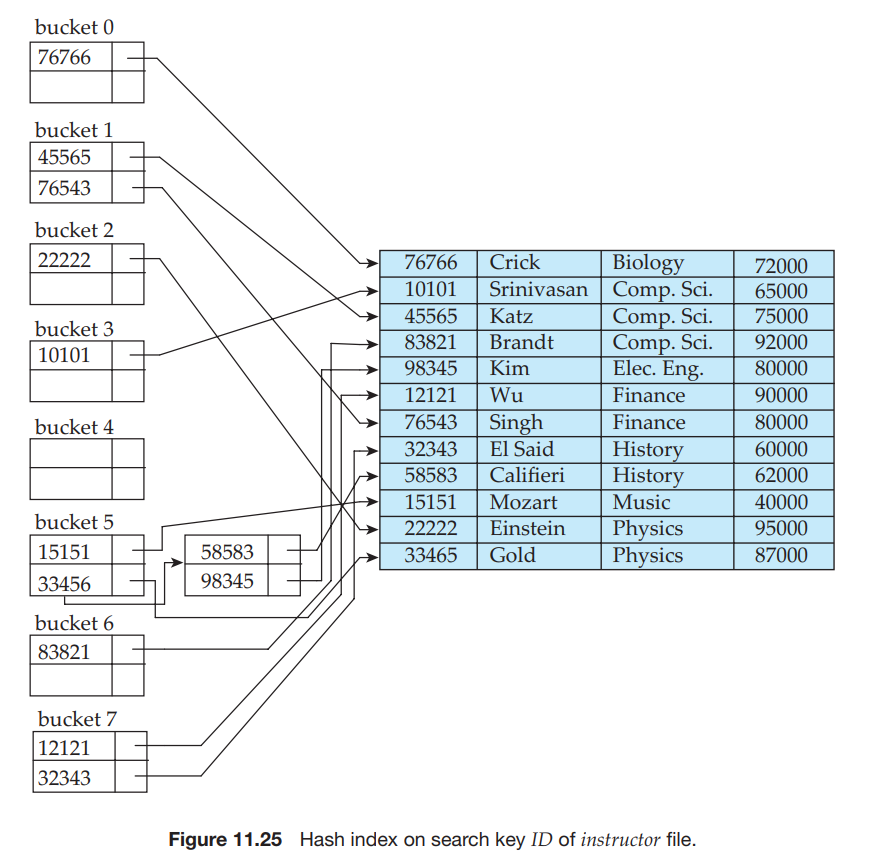 bucket 0
76766
bucket 1
45565
76543
bucket 2
22222
bucket 3
10101
bucket 4
bucket 5
15151
33456
58583
98345
bucket 6
83821
bucket 7
12121
32343
76766 Crick Biology 72000
10101 Srinivasan Comp. Sci. 65000
45565 Katz Comp. Sci. 75000
83821 Brandt Comp. Sci. 92000
98345 Kim Elec. Eng. 80000
12121 Wu Finance 90000
76543 Singh Finance 80000
32343 El Said History 60000
58583 Califieri History 62000
15151 Mozart Music 40000
22222 Einstein Physics 95000
33465 Gold Physics 87000
Figure 11.25 Hash index on search key ID of instructor file.